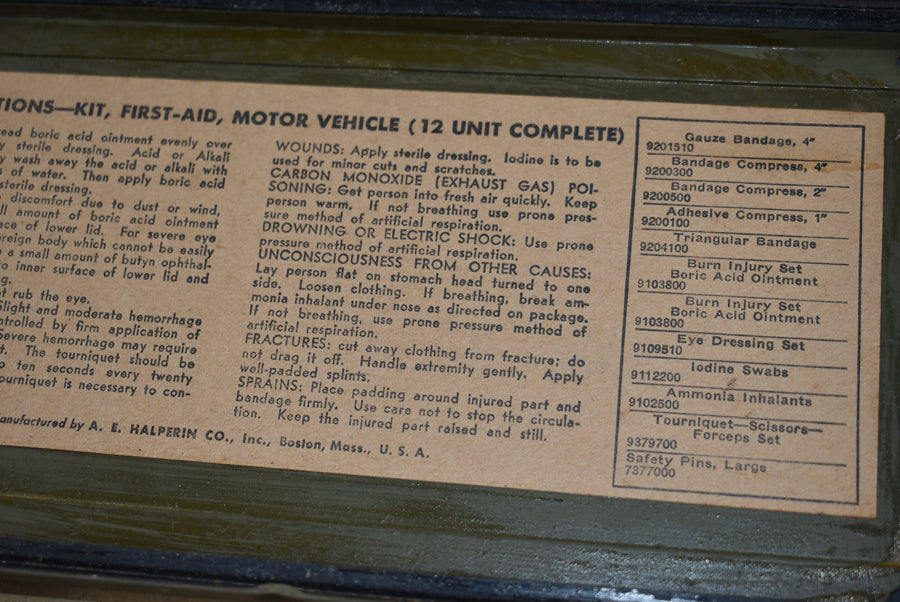 TIONS—KIT, FIRST-AID, MOTOR VEHICLE (12 UNIT COMPLETE)
ead boric acid ointment evenly over
y sterile dressing. Acid or Alkali
y wash away the acid or alkali with
s of water. Then apply boric acid
sterile dressing.
discomfort due to dust or wind,
ll amount of boric acid ointment
ace of lower lid. For severe eye
reign body which cannot be easily
a small amount of butyn ophthal-
o inner surface of lower lid and
g.
t rub the eye.
Slight and moderate hemorrhage
ntrolled by firm application of
Severe hemorrhage may require
t. The tourniquet should be
o ten seconds every twenty
ourniquet is necessary to con-
WOUNDS: Apply sterile dressing. Iodine is to be
used for minor cuts and scratches.
CARBON MONOXIDE (EXHAUST GAS) POI-
SONING: Get person into fresh air quickly. Keep
person warm. If not breathing use prone pres-
sure method of artificial respiration.
DROWNING OR ELECTRIC SHOCK: Use prone
pressure method of artificial respiration.
UNCONSCIOUSNESS FROM OTHER CAUSES:
Lay person flat on stomach head turned to one
side. Loosen clothing. If breathing, break am-
monia inhalant under nose as directed on package.
If not breathing, use prone pressure method of
artificial respiration.
FRACTURES: cut away clothing from fracture; do
not drag it off. Handle extremity gently. Apply
well-padded splints.
SPRAINS: Place padding around injured part and
bandage firmly. Use care not to stop the circula-
tion. Keep the injured part raised and still.
anufactured by A. E. HALPERIN CO., Inc., Boston, Mass., U. S. A.
Gauze Bandage, 4"
9201510
Bandage Compress, 4"
9200300
Bandage Compress, 2"
9200500
Adhesive Compress, 1"
9200100
Triangular Bandage
9204100
Burn Injury Set
Boric Acid Ointment
9103800
Burn Injury Set
Boric Acid Ointment
9103800
Eye Dressing Set
9109510
Iodine Swabs
9112200
Ammonia Inhalants
9102500
Tourniquet—Scissors—
Forceps Set
9379700
Safety Pins, Large
7377000